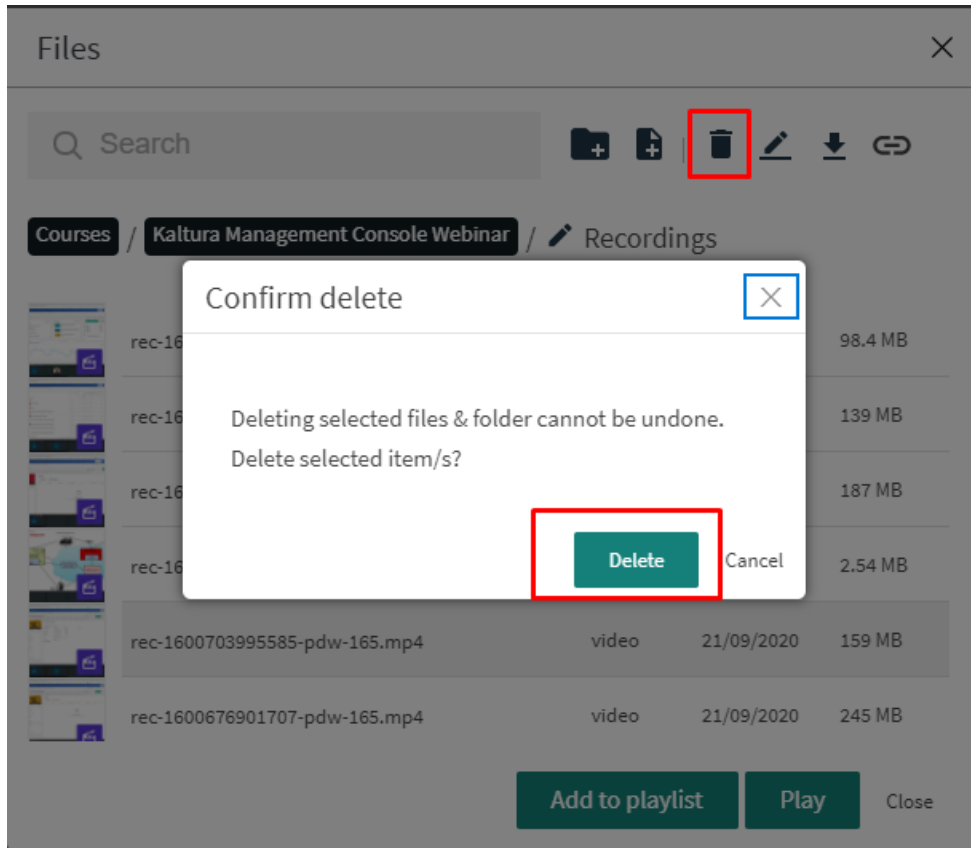 Files
Search
Courses / Kaltura Management Console Webinar / Recordings
Confirm delete
rec-16 98.4 MB
rec-16 139 MB
Deleting selected files & folder cannot be undone.
Delete selected item/s?
rec-16 187 MB
rec-16 2.54 MB
Delete Cancel
rec-1600703995585-pdw-165.mp4 video 21/09/2020 159 MB
rec-1600676901707-pdw-165.mp4 video 21/09/2020 245 MB
Add to playlist Play Close